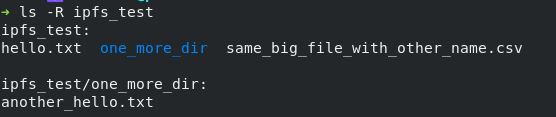 ➜ ls -R ipfs_test
ipfs_test:
hello.txt  one_more_dir  same_big_file_with_other_name.csv

ipfs_test/one_more_dir:
another_hello.txt